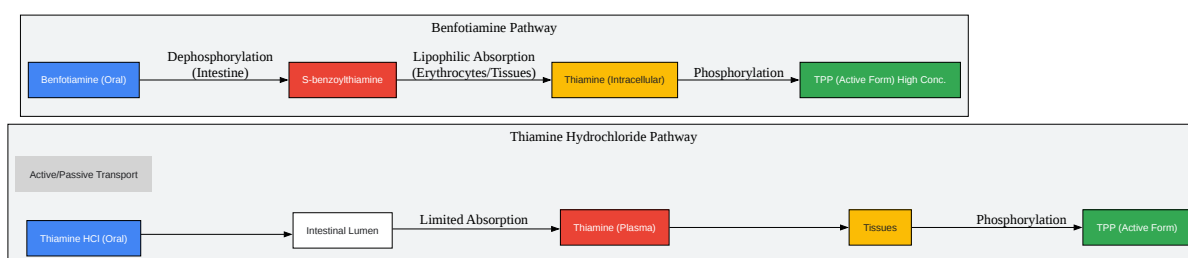 Benfotiamine Pathway
Dephosphorylation
(Intestine)
Lipophilic Absorption
(Erythrocytes/Tissues)
Phosphorylation
Benfotiamine (Oral)
S-benzoylthiamine
Thiamine (Intracellular)
TPP (Active Form) High Conc.
Thiamine Hydrochloride Pathway
Active/Passive Transport
Limited Absorption
Phosphorylation
Thiamine HCl (Oral)
Intestinal Lumen
Thiamine (Plasma)
Tissues
TPP (Active Form)